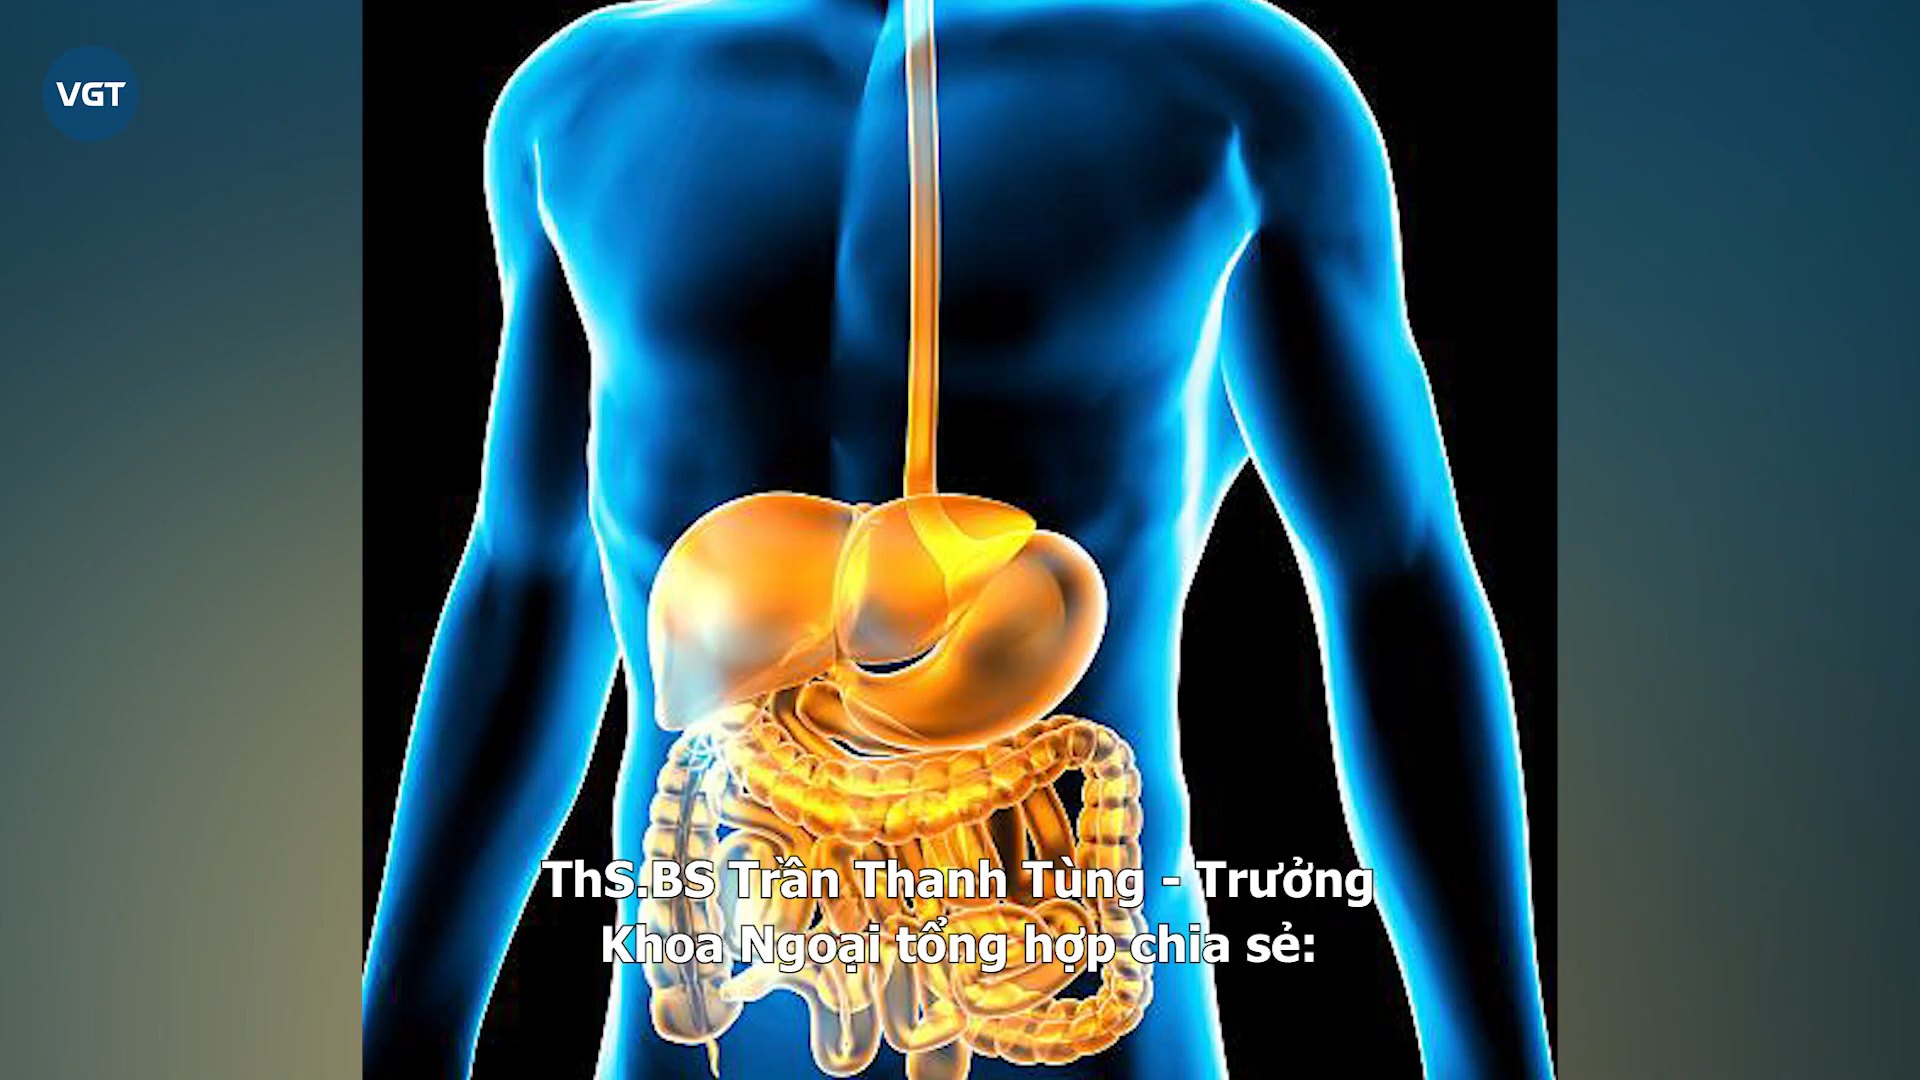 VGT
ThS.BS Trần Thanh Tùng - Trưởng
Khoa Ngoại tổng hợp chia sẻ: